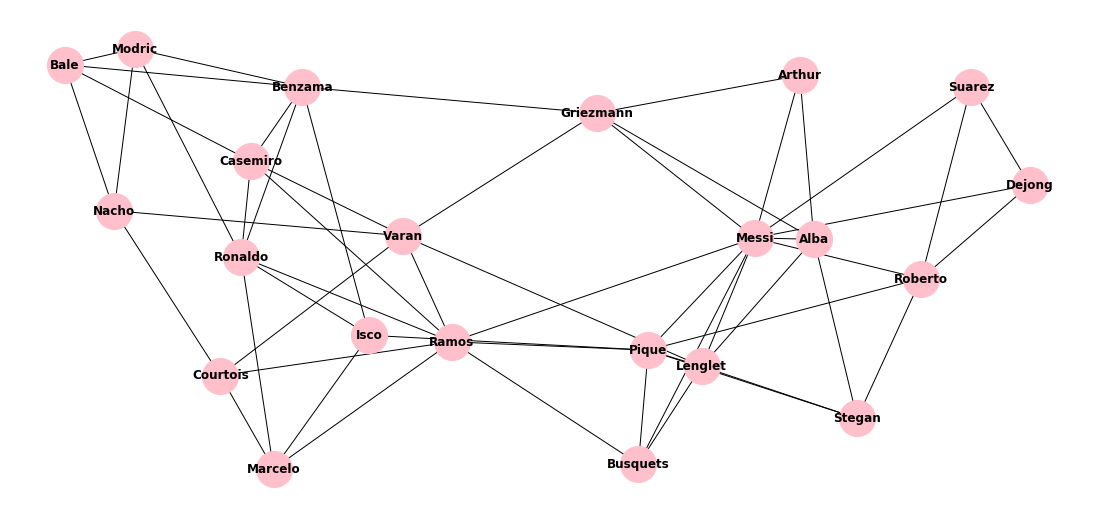 Modric
Bale
Benzama
Arthur
Suarez
Griezmann
Casemiro
Dejong
Nacho
Varan
Messi
Alba
Ronaldo
Roberto
Isco
Ramos
Pique
Lenglet
Courtois
Stegan
Busquets
Marcelo